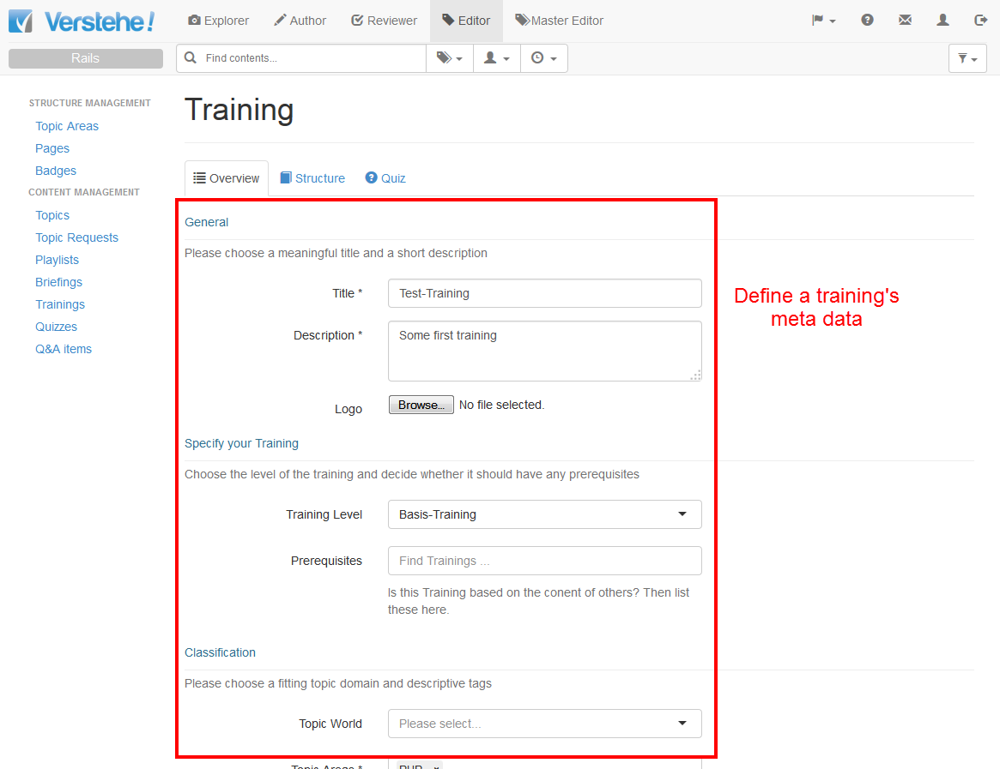 Verstehe!
Explorer
Author
Reviewer
Editor
Master Editor
Rails
Find contents...
STRUCTURE MANAGEMENT
Topic Areas
Pages
Badges
CONTENT MANAGEMENT
Topics
Topic Requests
Playlists
Briefings
Trainings
Quizzes
Q&A items
Training
Overview
Structure
Quiz
General
Please choose a meaningful title and a short description
Title *
Test-Training
Description *
Some first training
Logo
Browse... No file selected.
Define a training's
meta data
Specify your Training
Choose the level of the training and decide whether it should have any prerequisites
Training Level
Basis-Training
Prerequisites
Find Trainings ...
Is this Training based on the conent of others? Then list
these here.
Classification
Please choose a fitting topic domain and descriptive tags
Topic World
Please select...
Topic Areas *
PHP ×